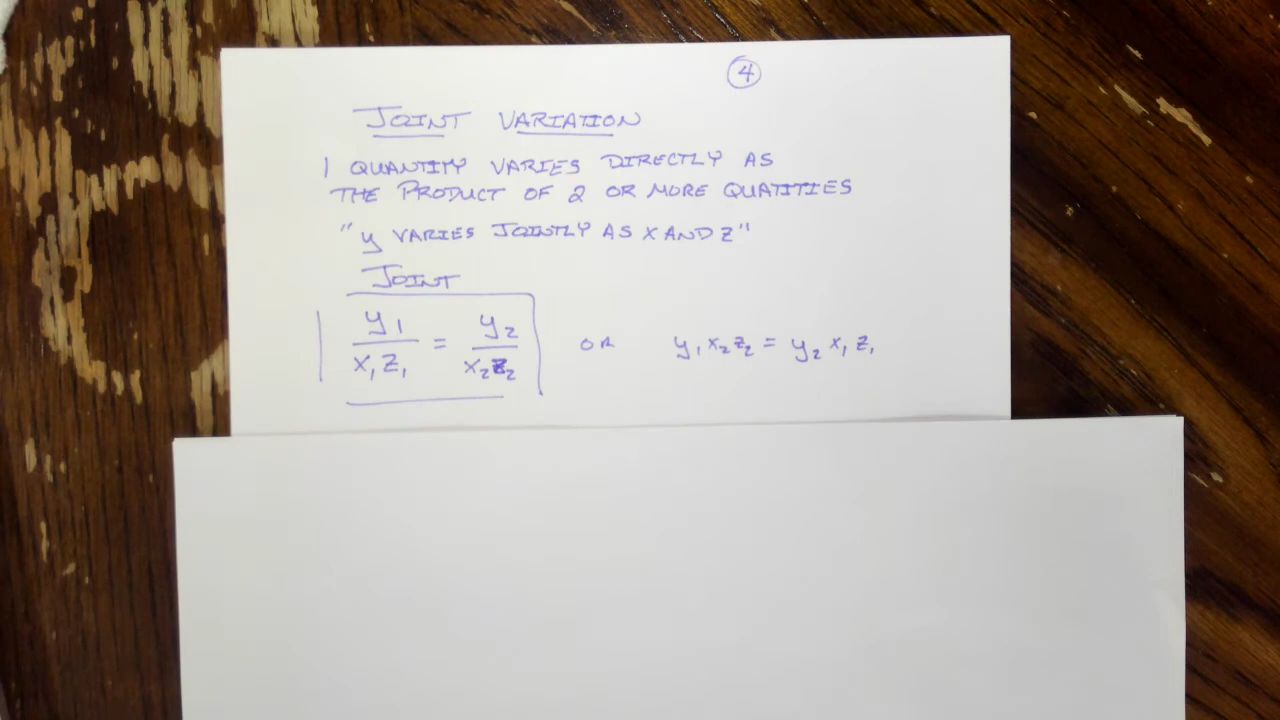 4
JOINT VARIATION
1 QUANTITY VARIES DIRECTLY AS
THE PRODUCT OF 2 OR MORE QUATITIES
"y VARIES JOINTLY AS X AND Z"
JOINT
y₁/x₁z₁ = y₂/x₂z₂ OR y₁x₂z₂ = y₂x₁z₁